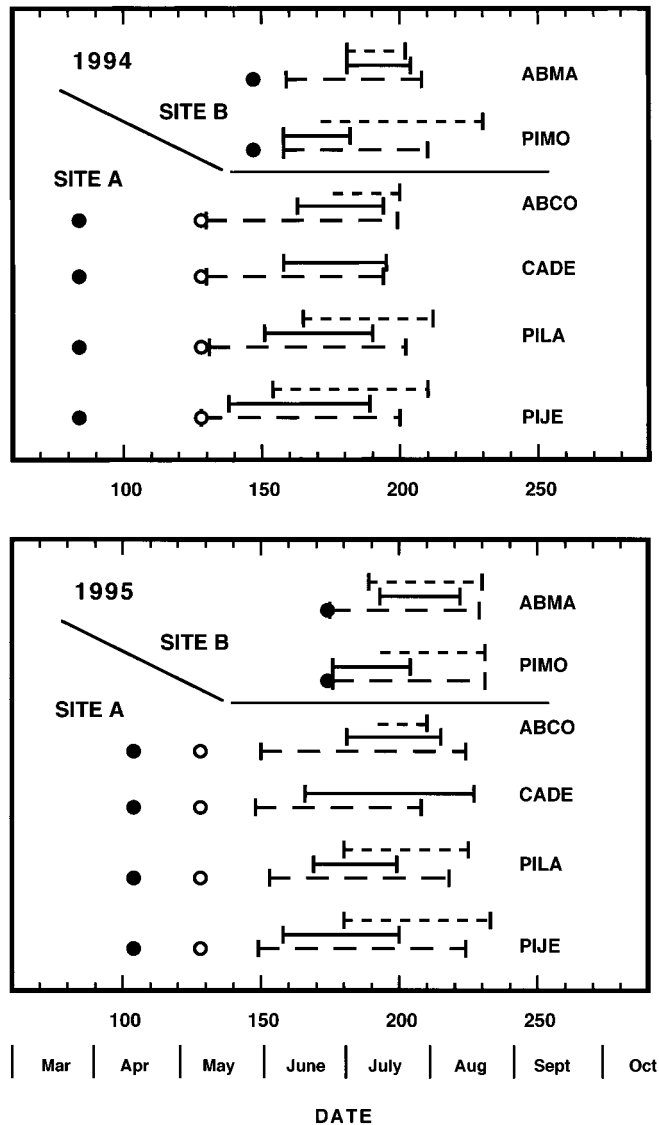 1994
ABMA
SITE B
PIMO
SITE A
ABCO
CADE
PILA
PIJE
100 150 200 250
1995
ABMA
SITE B
PIMO
SITE A
ABCO
CADE
PILA
PIJE
100 150 200 250
Mar Apr May June July Aug Sept Oct
DATE